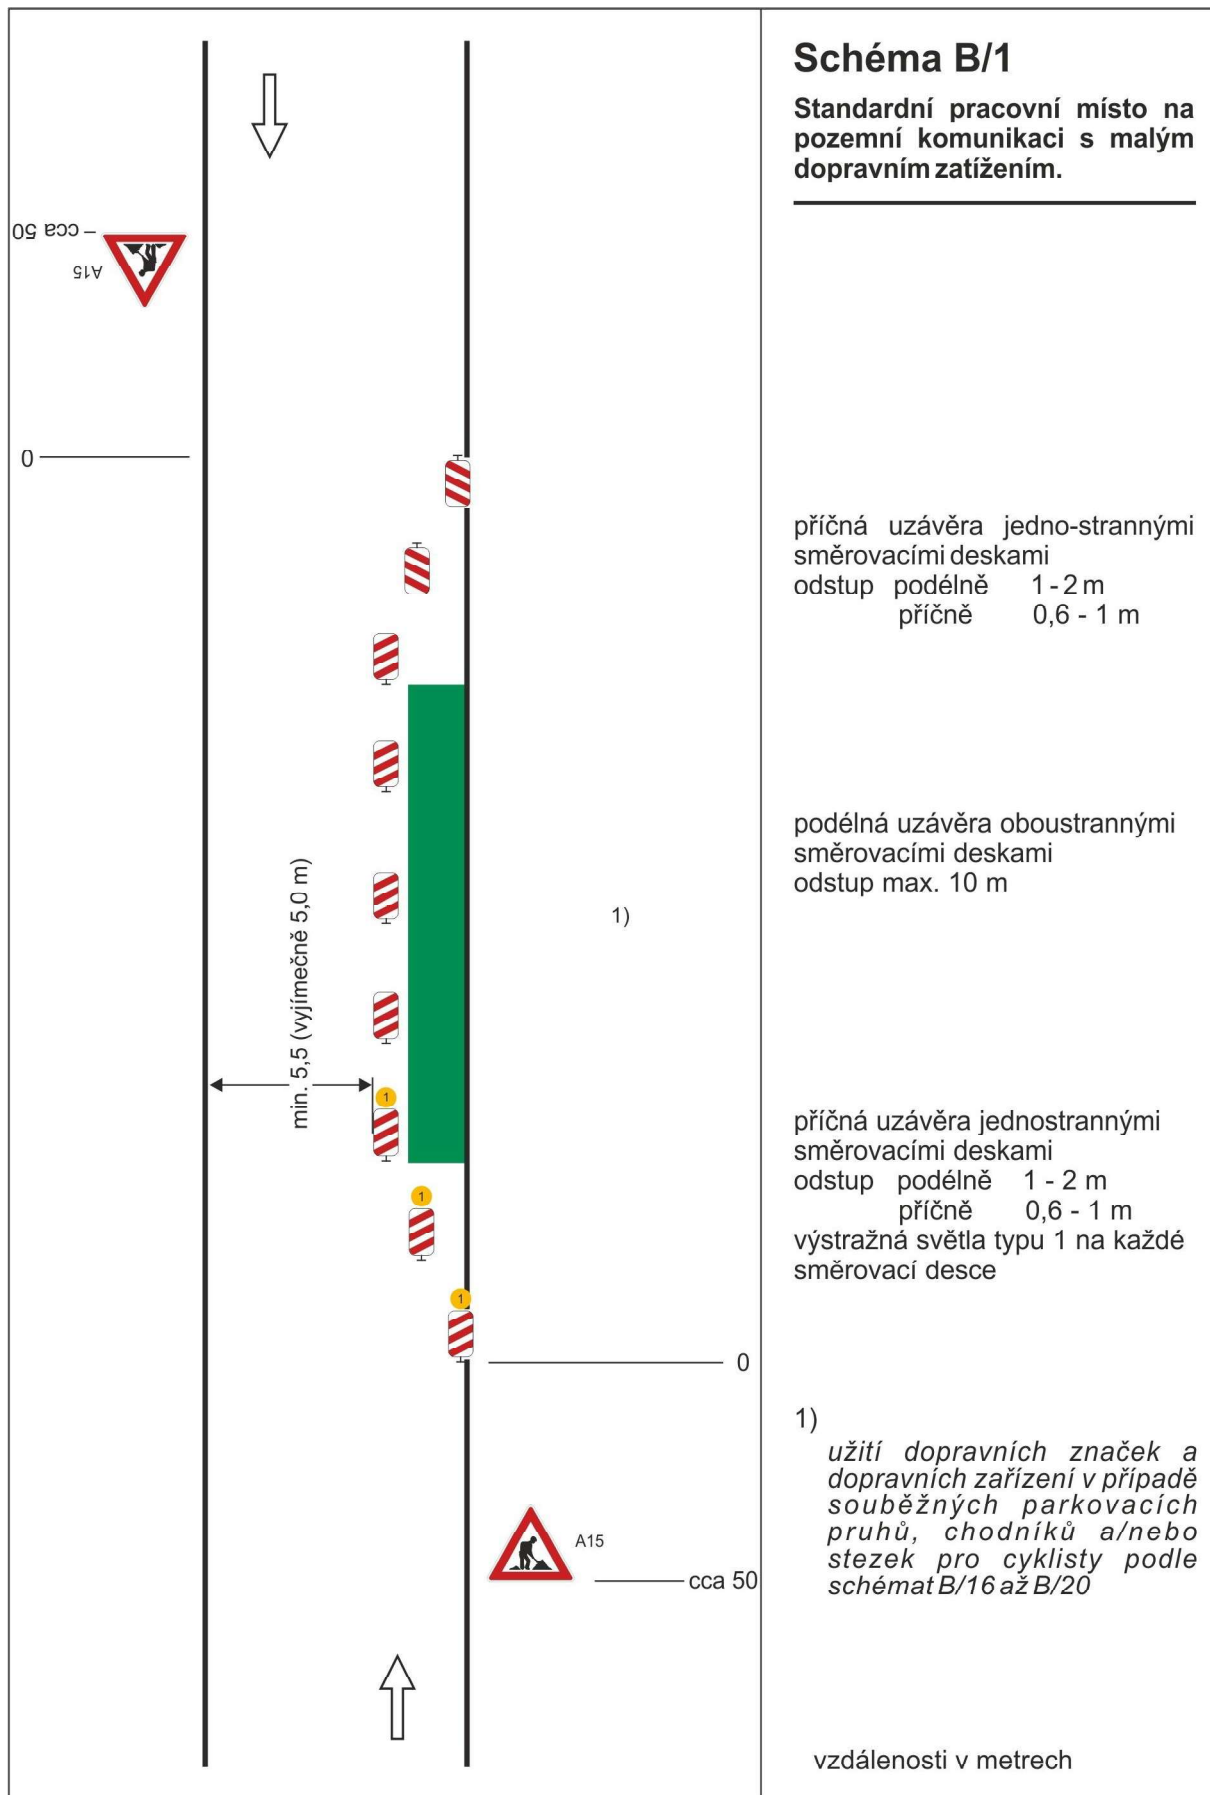 Schéma B/1
Standardní pracovní místo na
pozemní komunikaci s malým
dopravním zatížením.
cca 50
A15
0
příčná uzávěra jedno-strannými
směrovacími deskami
odstup podélně 1 - 2 m
příčně 0,6 - 1 m
podélná uzávěra oboustrannými
směrovacími deskami
odstup max. 10 m
1)
min. 5,5 (vyjímečně 5,0 m)
1
1
1
příčná uzávěra jednostrannými
směrovacími deskami
odstup podélně 1 - 2 m
příčně 0,6 - 1 m
výstražná světla typu 1 na každé
směrovací desce
0
A15
cca 50
1)
užití dopravních značek a
dopravních zařízení v případě
souběžných parkovacích
pruhů, chodníků a/nebo
stezek pro cyklisty podle
schémat B/16 až B/20
vzdálenosti v metrech